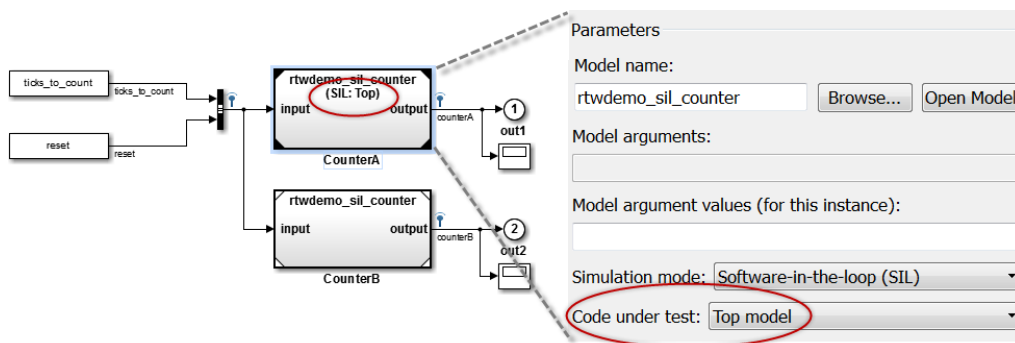 ticks_to_count
ticks_to_count
reset
reset
rtwdemo_sil_counter
(SIL: Top)
input
output
counterA
CounterA
1
out1
rtwdemo_sil_counter
input
output
counterB
CounterB
2
out2
Parameters
Model name:
rtwdemo_sil_counter
Browse...
Open Model
Model arguments:
Model argument values (for this instance):
Simulation mode: Software-in-the-loop (SIL)
Code under test: Top model